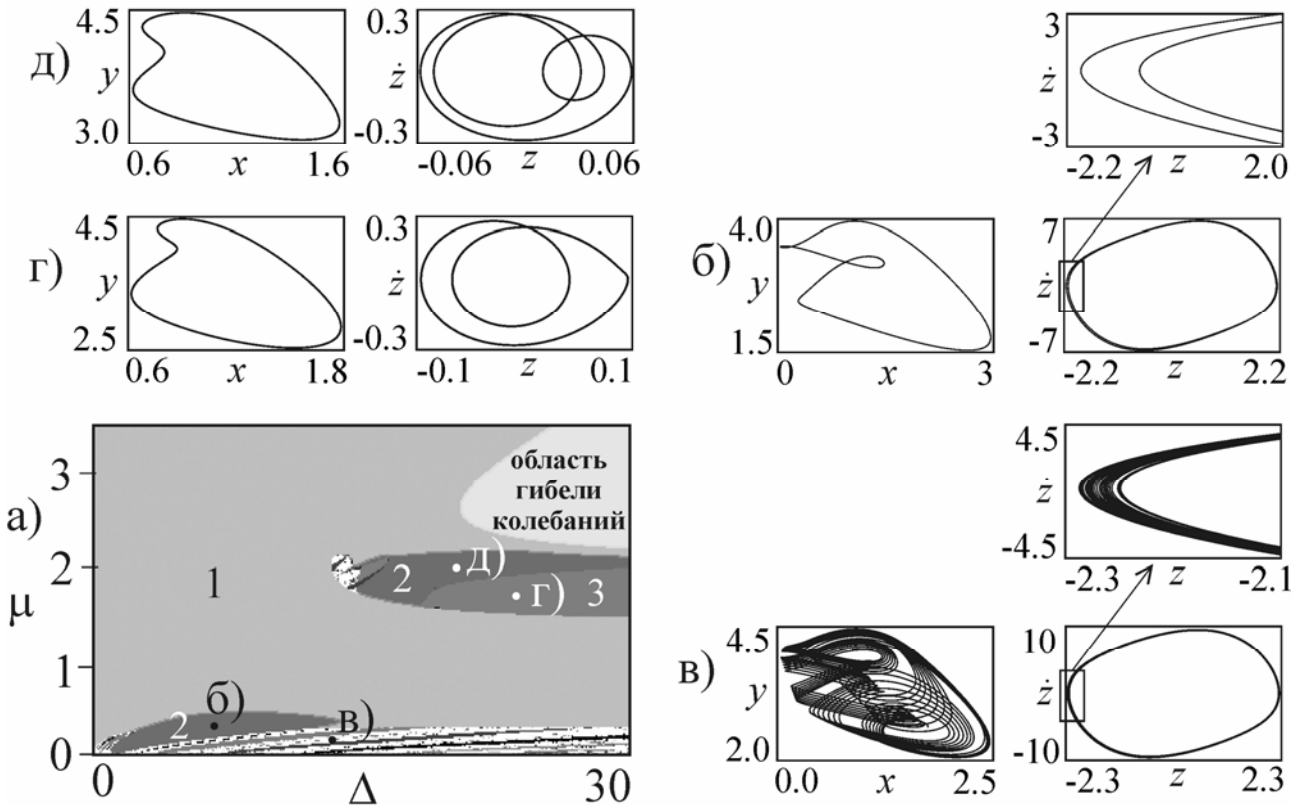 д)
4.5
y
3.0
0.6
x
1.6
0.3
ż
-0.3
-0.06
z
0.06
3
ż
-3
-2.2
z
2.0
г)
4.5
y
2.5
0.6
x
1.8
0.3
ż
-0.3
-0.1
z
0.1
б)
4.0
y
1.5
0
x
3
7
ż
-7
-2.2
z
2.2
а)
3
2
μ
1
0
0
Δ
30
область
гибели
колебаний
1
2
д)
г)
3
2
б)
в)
4.5
ż
-4.5
-2.3
z
-2.1
в)
4.5
y
2.0
0.0
x
2.5
10
ż
-10
-2.3
z
2.3